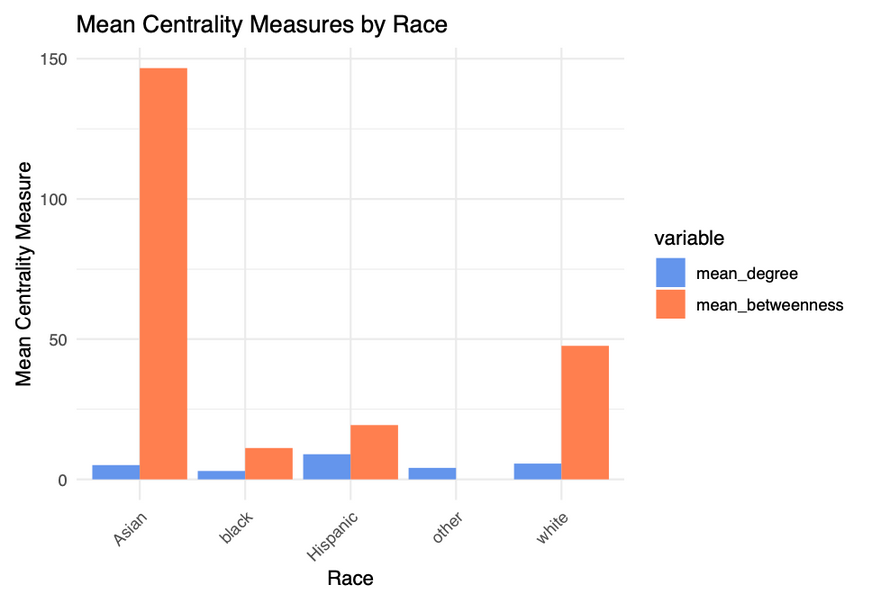 Mean Centrality Measures by Race
150
100
50
0
Mean Centrality Measure
Asian
black
Hispanic
other
white
Race
variable
mean_degree
mean_betweenness